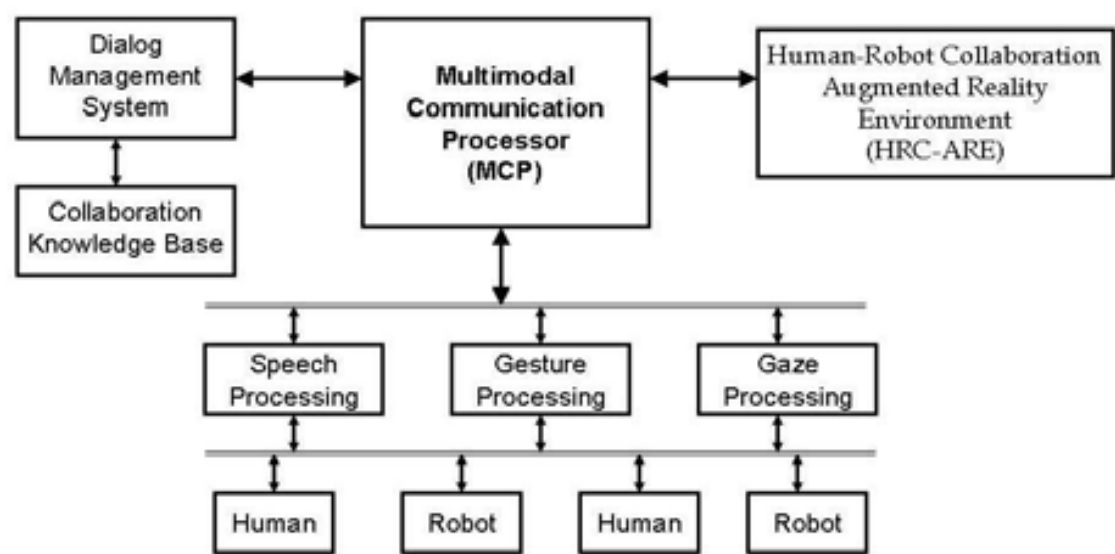 Dialog
Management
System
Multimodal
Communication
Processor
(MCP)
Human-Robot Collaboration
Augmented Reality
Environment
(HRC-ARE)
Collaboration
Knowledge Base
Speech
Processing
Gesture
Processing
Gaze
Processing
Human
Robot
Human
Robot